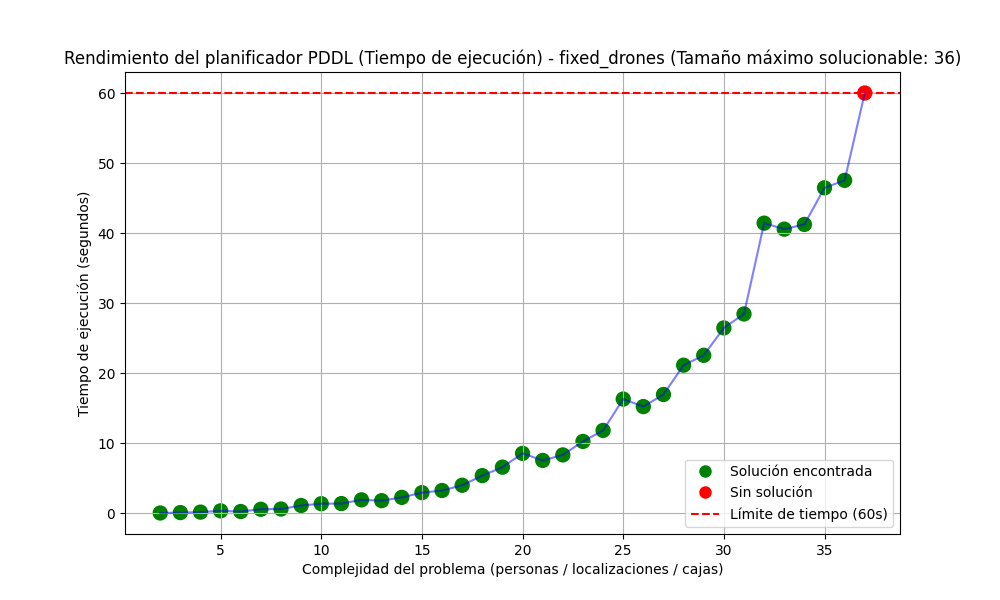 Rendimiento del planificador PDDL (Tiempo de ejecución) - fixed_drones (Tamaño máximo solucionable: 36)
60
50
40
30
20
10
0
Tiempo de ejecución (segundos)
Solución encontrada
Sin solución
Límite de tiempo (60s)
5 10 15 20 25 30 35
Complejidad del problema (personas / localizaciones / cajas)